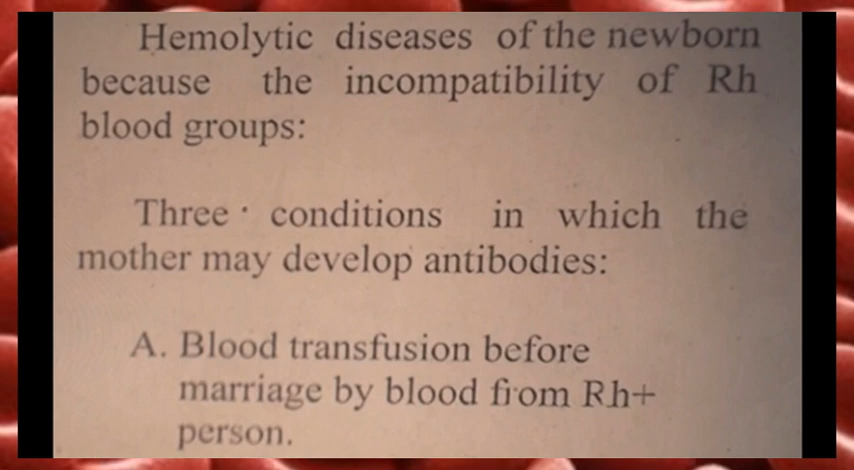 Hemolytic diseases of the newborn
because the incompatibility of Rh
blood groups:
Three conditions in which the
mother may develop antibodies:
A. Blood transfusion before
marriage by blood from Rh+
person.